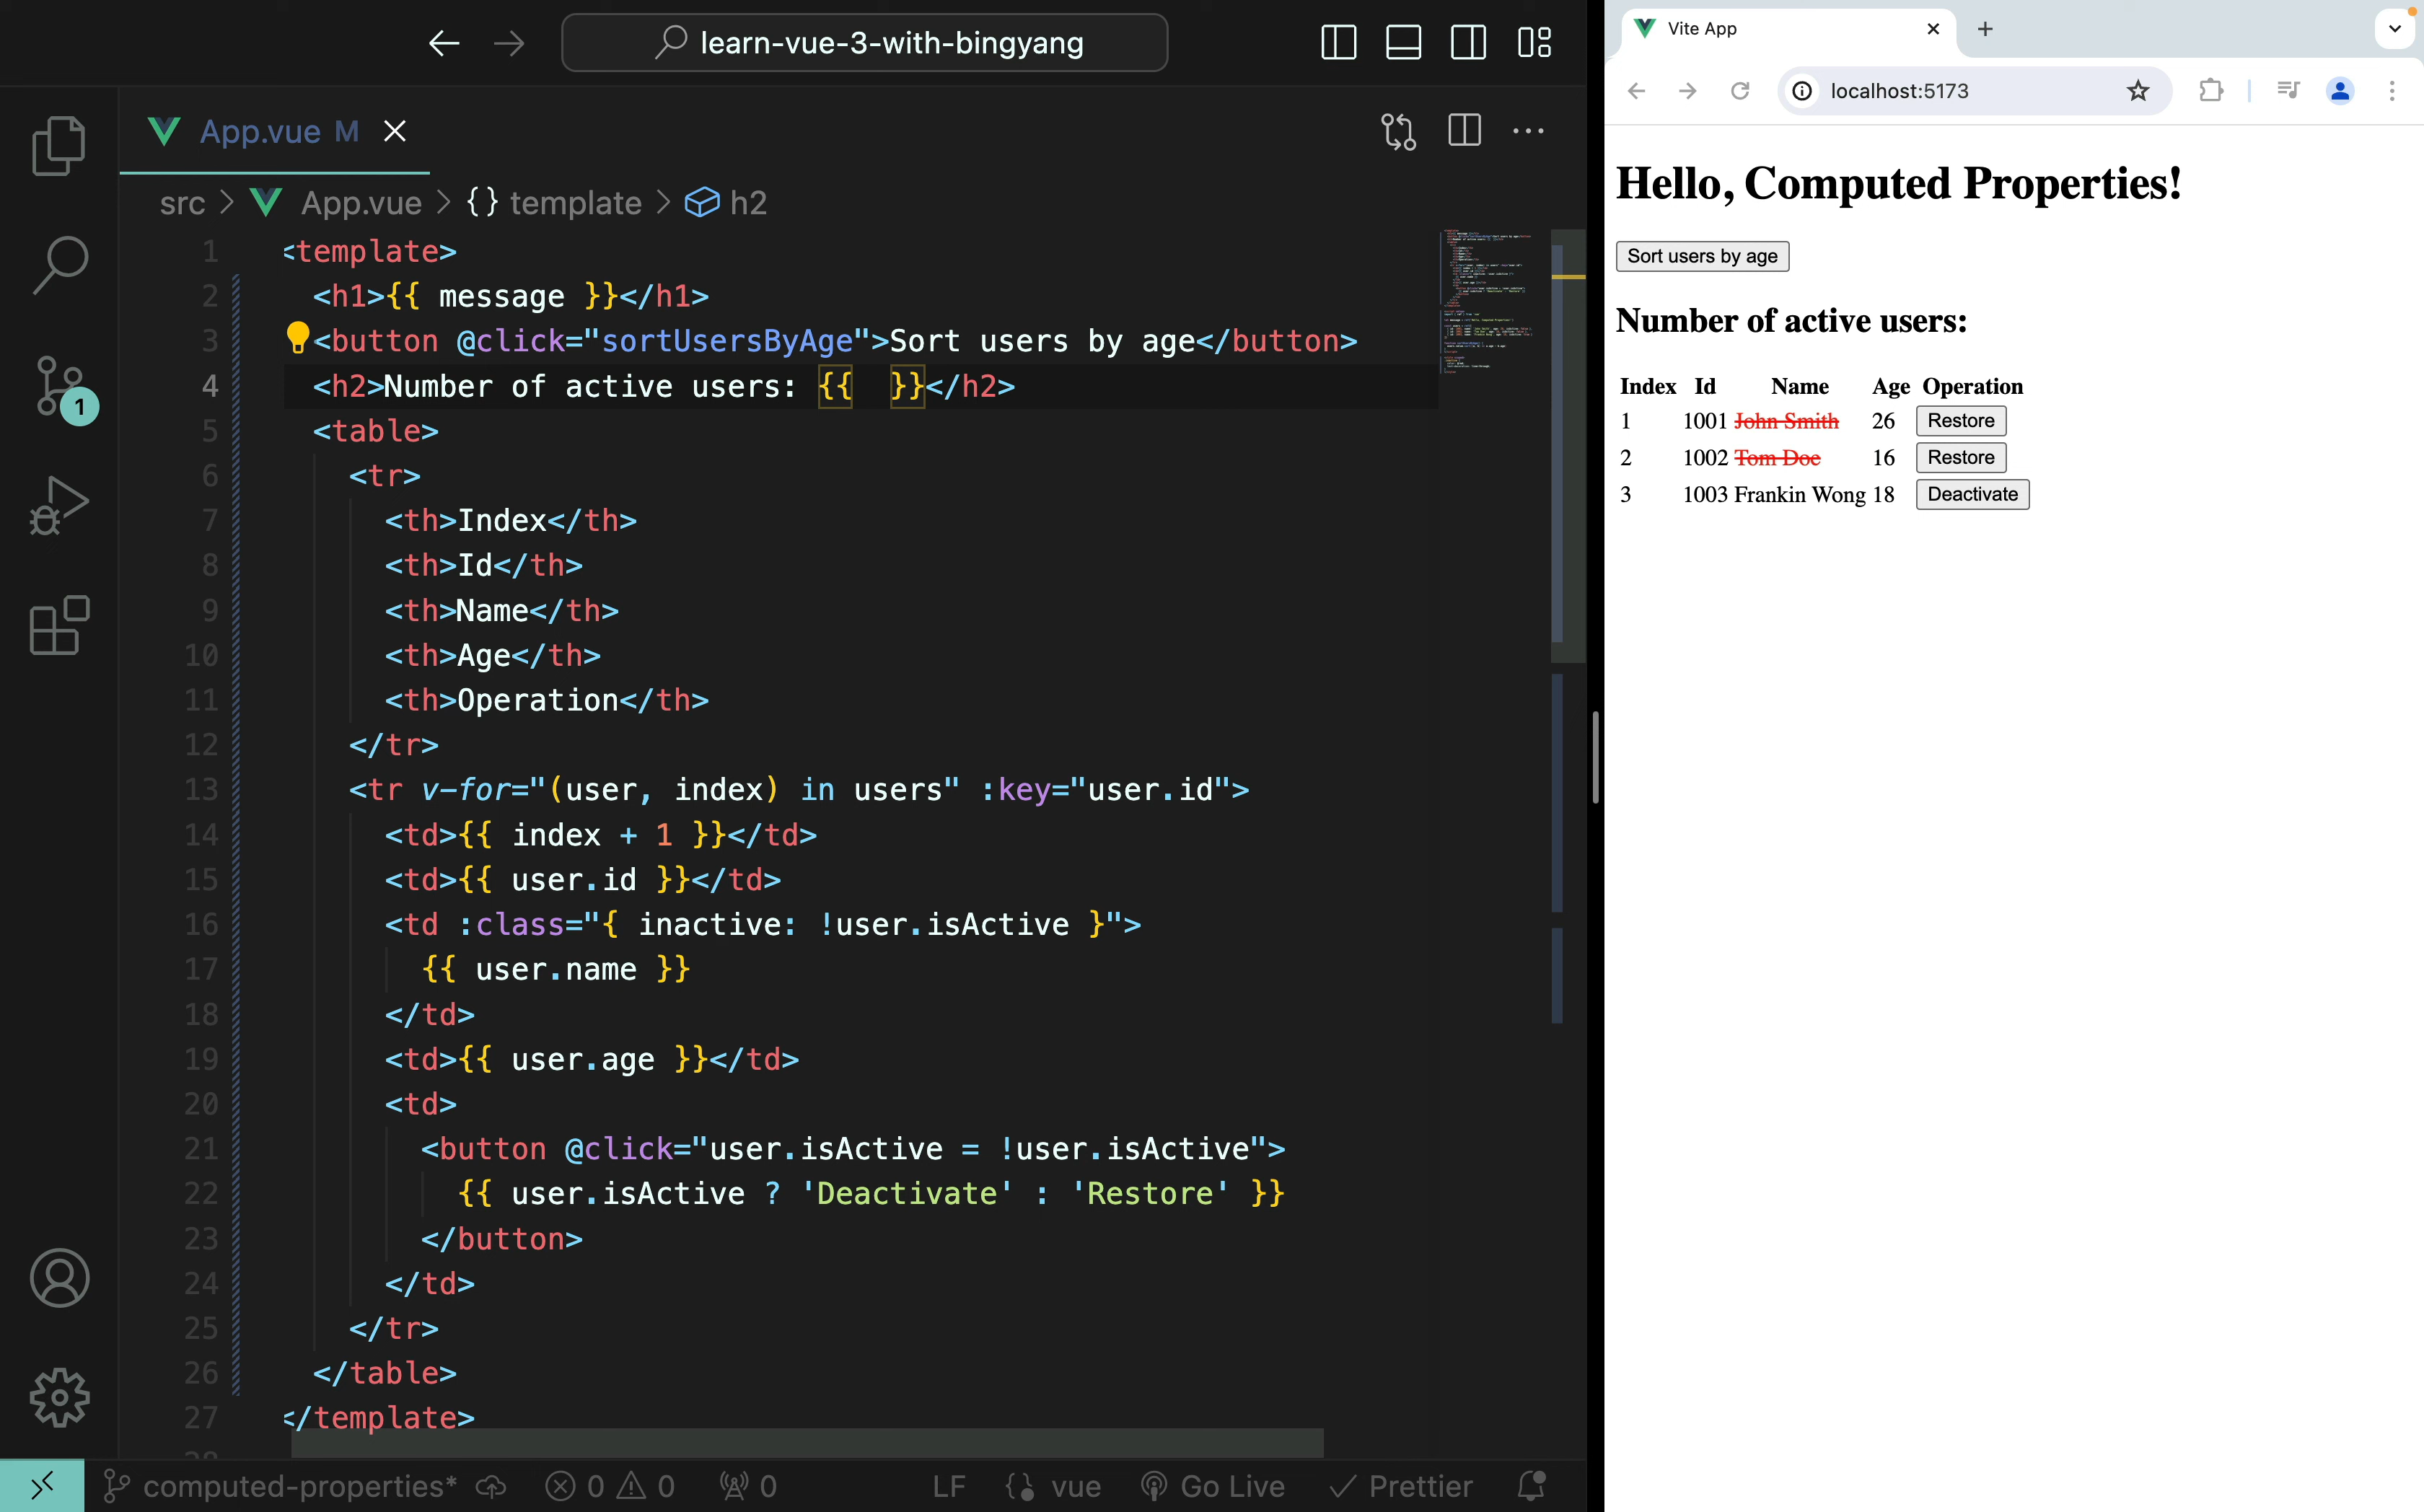 learn-vue-3-with-bingyang
App.vue M
src > App.vue > {} template > h2
1 <template>
2 <h1>{{ message }}</h1>
3 <button @click="sortUsersByAge">Sort users by age</button>
4 <h2>Number of active users: {{  }}</h2>
5 <table>
6 <tr>
7 <th>Index</th>
8 <th>Id</th>
9 <th>Name</th>
10 <th>Age</th>
11 <th>Operation</th>
12 </tr>
13 <tr v-for="(user, index) in users" :key="user.id">
14 <td>{{ index + 1 }}</td>
15 <td>{{ user.id }}</td>
16 <td :class="{ inactive: !user.isActive }">
17 {{ user.name }}
18 </td>
19 <td>{{ user.age }}</td>
20 <td>
21 <button @click="user.isActive = !user.isActive">
22 {{ user.isActive ? 'Deactivate' : 'Restore' }}
23 </button>
24 </td>
25 </tr>
26 </table>
27 </template>
1
computed-properties* 0 0 0 LF {} vue Go Live Prettier
Vite App
localhost:5173
Hello, Computed Properties!
Sort users by age
Number of active users:
Index Id Name Age Operation
1 1001 John Smith 26 Restore
2 1002 Tom Doe 16 Restore
3 1003 Frankin Wong 18 Deactivate